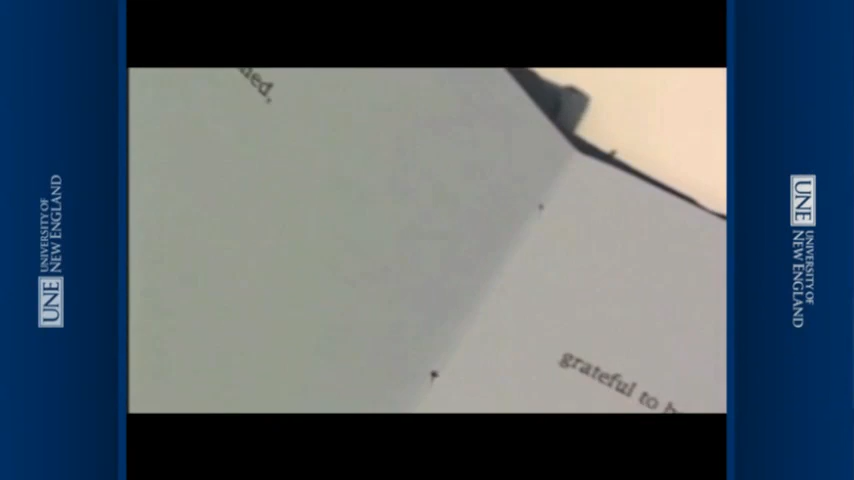 UNE UNIVERSITY OF
NEW ENGLAND
grateful to
UNE UNIVERSITY OF
NEW ENGLAND